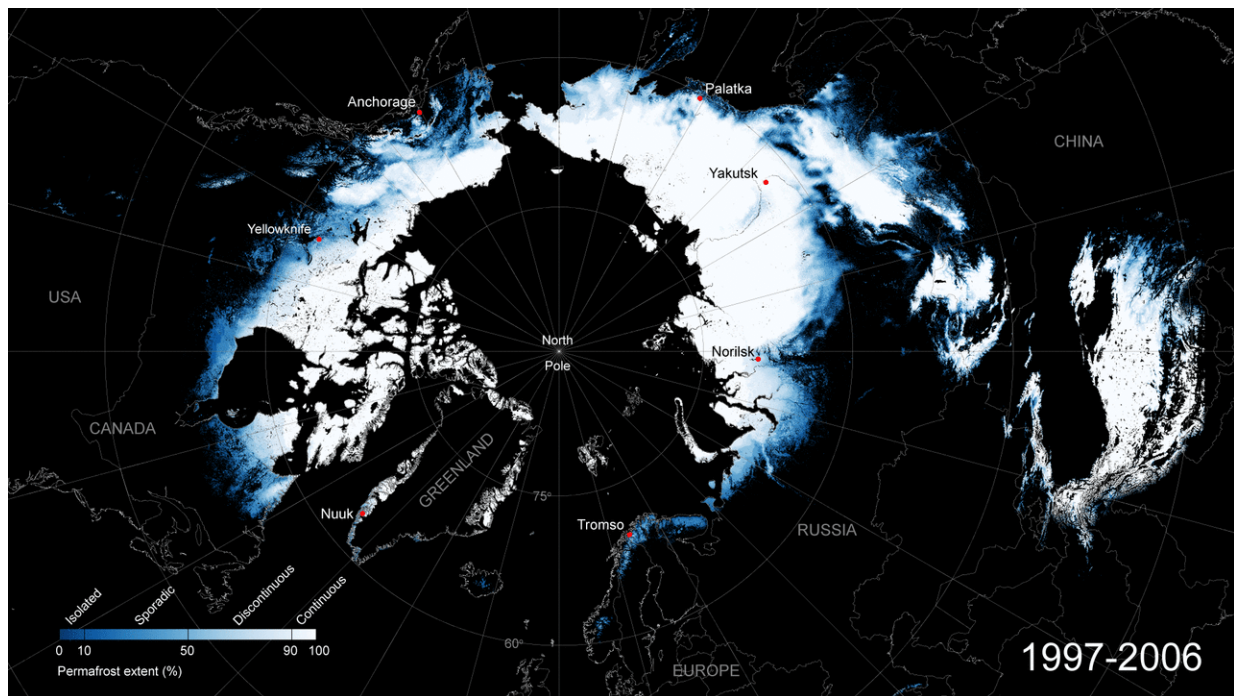 Anchorage
Palatka
CHINA
Yakutsk
Yellowknife
USA
North
Pole
Norilsk
CANADA
GREENLAND
75°
Nuuk
Tromso
RUSSIA
Isolated
Sporadic
Discontinuous
Continuous
0 10 50 90 100
Permafrost extent (%)
60°
EUROPE
1997-2006